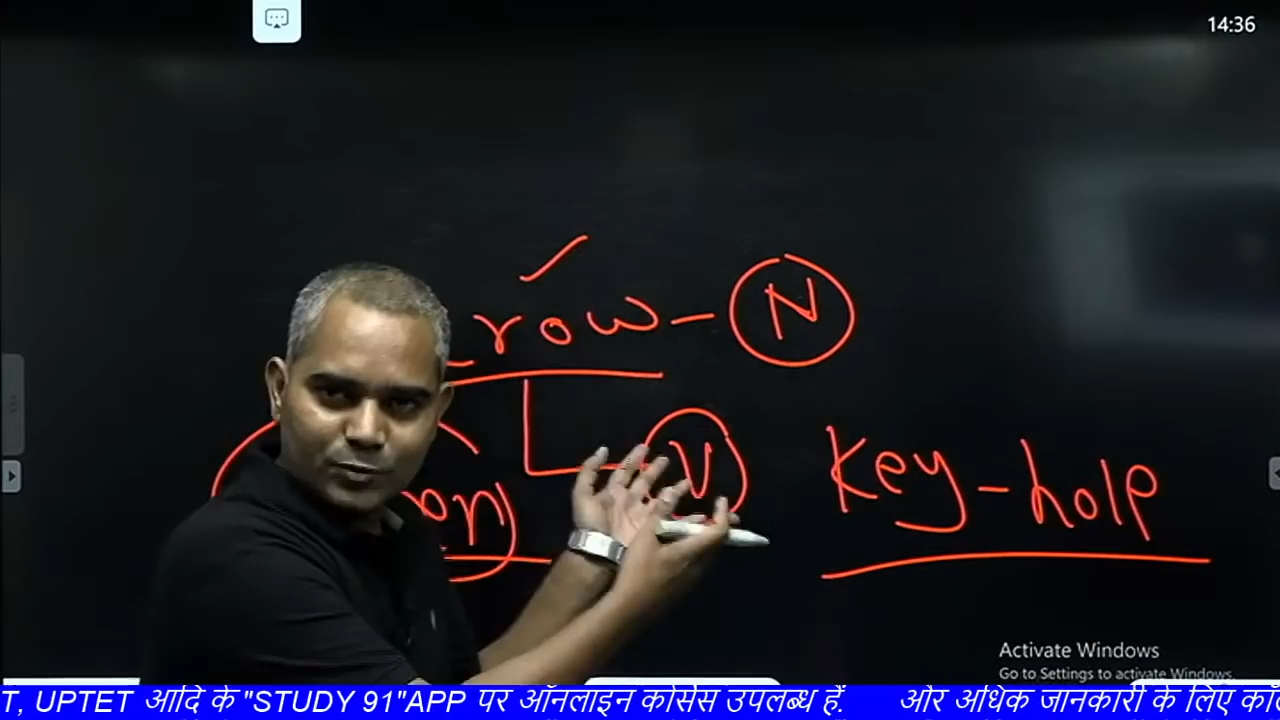 14:36
row - N
V
Key-hole
on
Activate Windows
Go to Settings to activate Windows.
T, UPTET आदि के "STUDY 91"APP पर ऑनलाइन कोर्सेस उपलब्ध हैं. और अधिक जानकारी के लिए कॉ